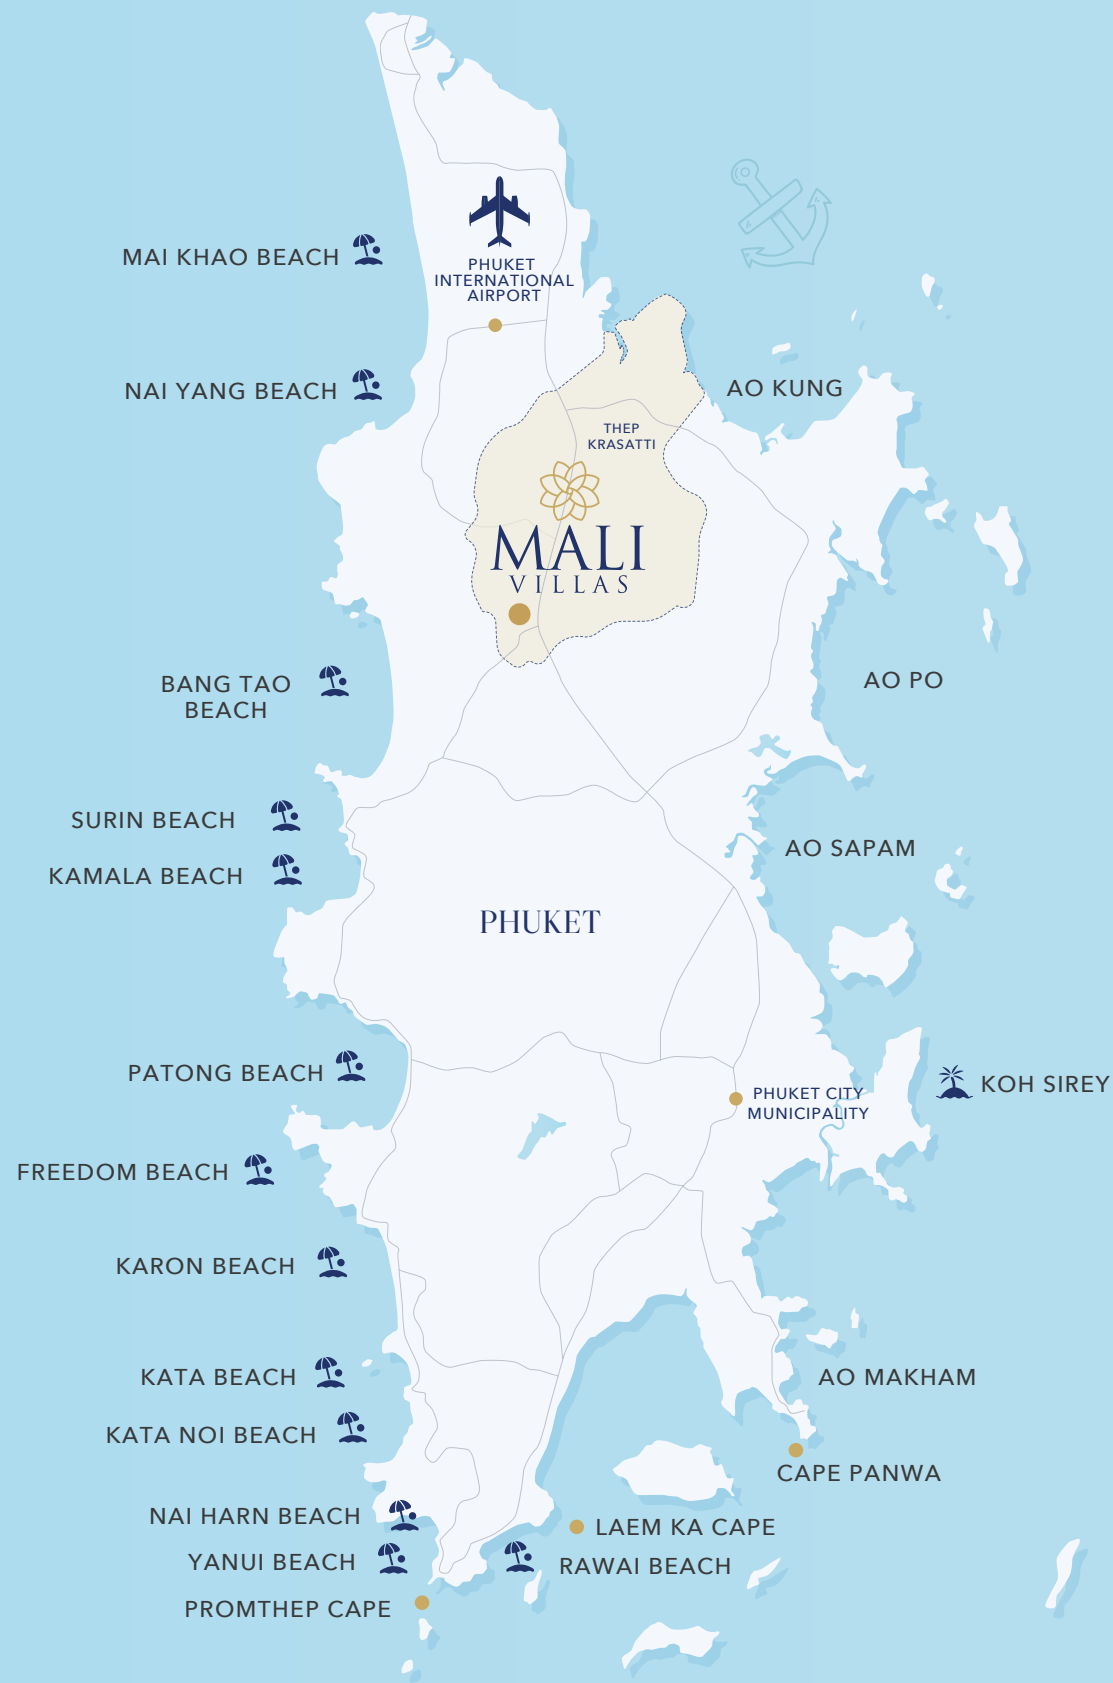 MAI KHAO BEACH
PHUKET
INTERNATIONAL
AIRPORT
NAI YANG BEACH
AO KUNG
THEP
KRASATTI
MALI
VILLAS
BANG TAO
BEACH
AO PO
SURIN BEACH
AO SAPAM
KAMALA BEACH
PHUKET
PATONG BEACH
KOH SIREY
PHUKET CITY
MUNICIPALITY
FREEDOM BEACH
KARON BEACH
KATA BEACH
AO MAKHAM
KATA NOI BEACH
CAPE PANWA
NAI HARN BEACH
LAEM KA CAPE
YANUI BEACH
RAWAI BEACH
PROMTHEP CAPE